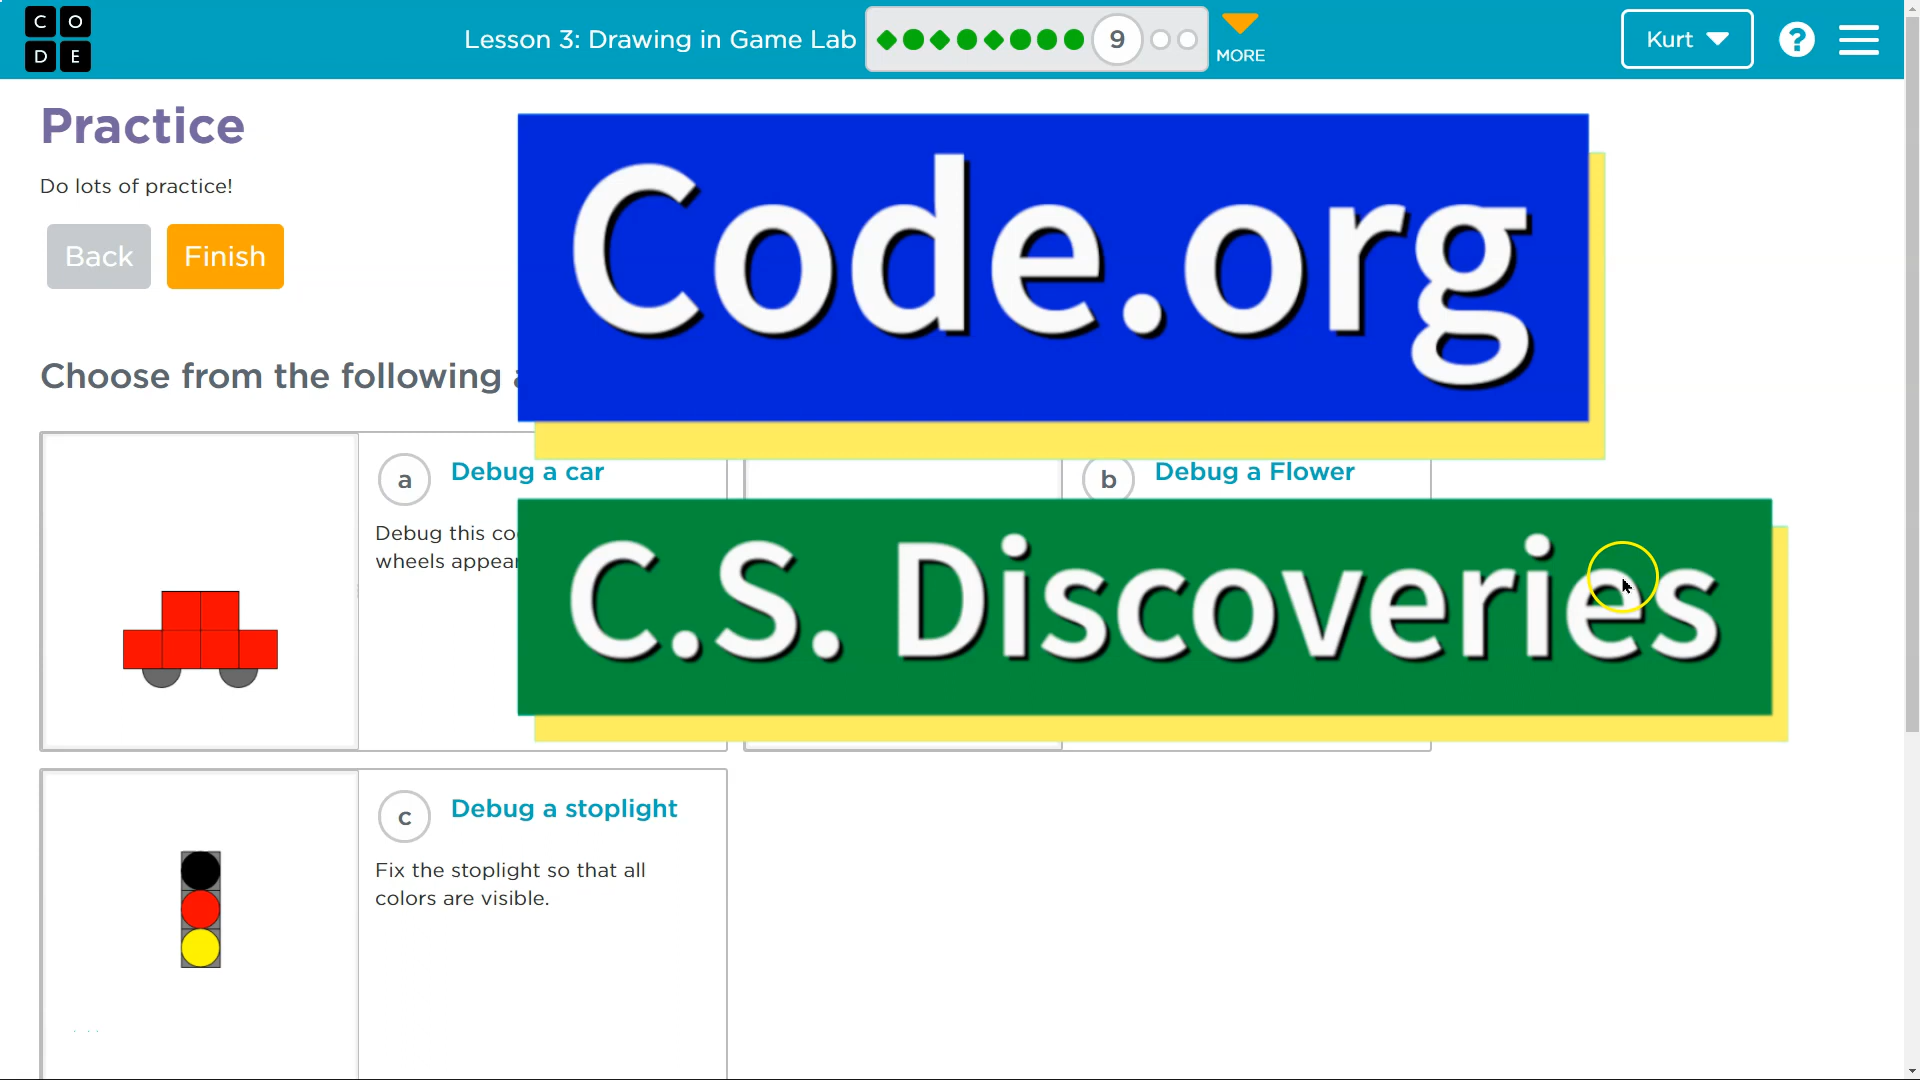 CODE
Lesson 3: Drawing in Game Lab
9
MORE
Kurt
?
Practice
Do lots of practice!
Back
Finish
Code.org
Choose from the following
a
Debug a car
Debug this
wheels
b
Debug a Flower
C.S. Discoveries
c
Debug a stoplight
Fix the stoplight so that all
colors are visible.